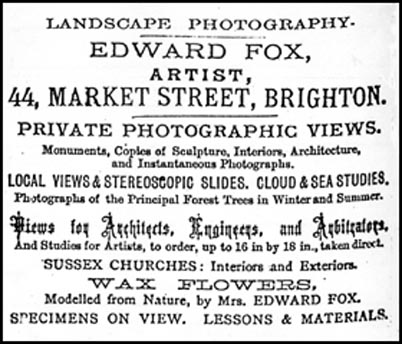 LANDSCAPE PHOTOGRAPHY.
EDWARD FOX,
ARTIST,
44, MARKET STREET, BRIGHTON.
PRIVATE PHOTOGRAPHIC VIEWS.
Monuments, Copies of Sculpture, Interiors, Architecture,
and Instantaneous Photographs.
LOCAL VIEWS & STEREOSCOPIC SLIDES. CLOUD & SEA STUDIES.
Photographs of the Principal Forest Trees in Winter and Summer.
Views for Architects, Engineers, and Arbitrators,
And Studies for Artists, to order, up to 16 in by 18 in., taken direct.
SUSSEX CHURCHES: Interiors and Exteriors.
WAX FLOWERS,
Modelled from Nature, by Mrs. EDWARD FOX.
SPECIMENS ON VIEW. LESSONS & MATERIALS.